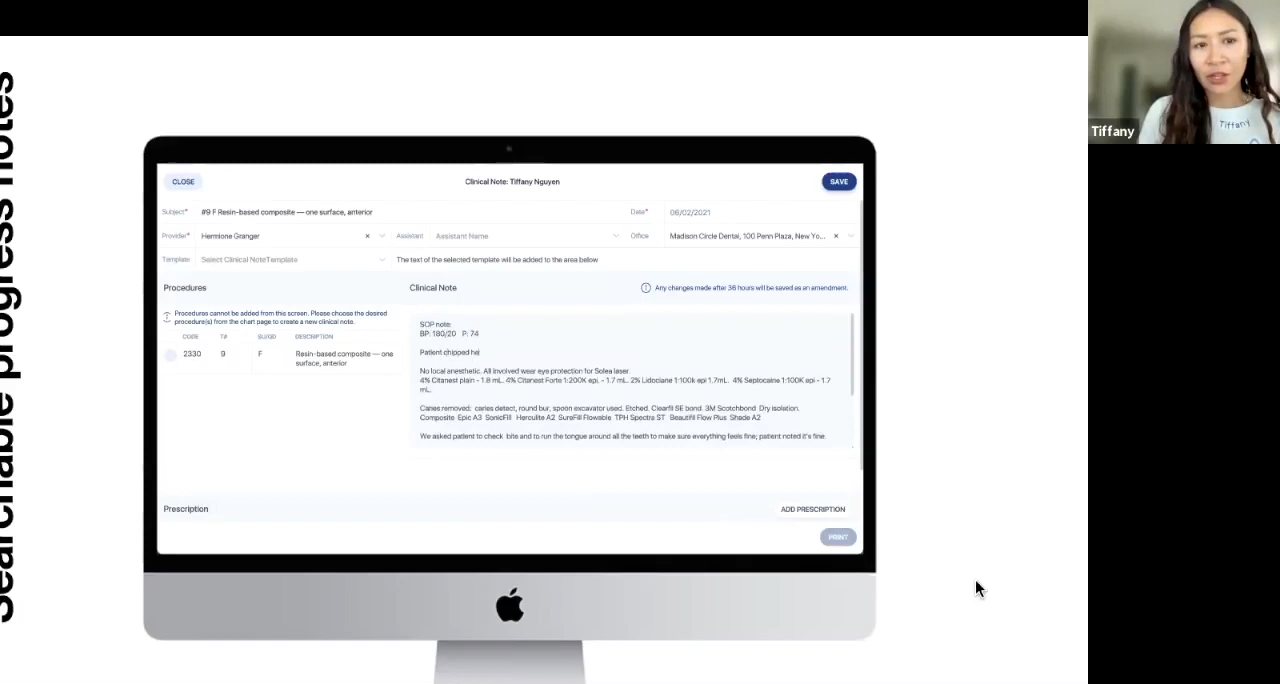 Searchable progress notes
CLOSE
Clinical Note: Tiffany Nguyen
SAVE
Subject* #9 F Resin-based composite — one surface, anterior Date* 06/02/2021
Provider* Hermione Granger × Assistant Assistant Name Office Madison Circle Dental, 100 Penn Plaza, New Yo... ×
Template Select Clinical NoteTemplate The text of the selected template will be added to the area below
Procedures
Procedures cannot be added from this screen. Please choose the desired
procedure(s) from the chart page to create a new clinical note.
CODE T# SU/QD DESCRIPTION
2330 9 F Resin-based composite — one
surface, anterior
Clinical Note
Any changes made after 36 hours will be saved as an amendment.
SOP note:
BP: 180/20 P: 74
Patient chipped he
No local anesthetic. All involved wear eye protection for Solea laser.
4% Citanest plain - 1.8 mL. 4% Citanest Forte 1:200K epi. - 1.7 mL. 2% Lidociane 1:100k epi 1.7mL. 4% Septocaine 1:100K epi - 1.7
mL.
Caries removed: caries detect, round bur, spoon excavator used. Etched. Clearfil SE bond. 3M Scotchbond Dry isolation.
Composite Epic A3 SonicFill Herculite A2 SureFil Flowable TPH Spectra ST Beautifil Flow Plus Shade A2
We asked patient to check bite and to run the tongue around all the teeth to make sure everything feels fine; patient noted it's fine.
Prescription
ADD PRESCRIPTION
PRINT
Tiffany
Tiffany